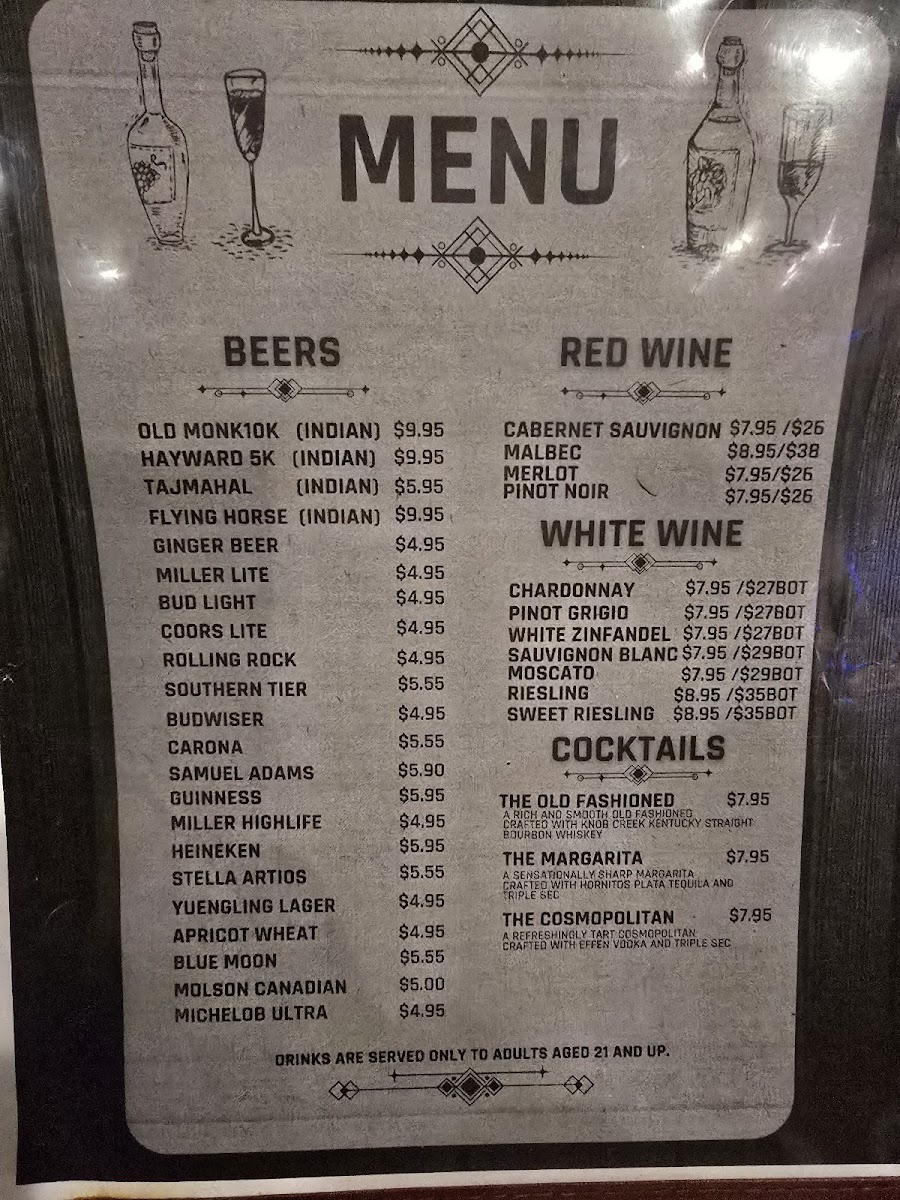 MENU
BEERS
OLD MONK10K (INDIAN) $9.95
HAYWARD 5K (INDIAN) $9.95
TAJMAHAL (INDIAN) $5.95
FLYING HORSE (INDIAN) $9.95
GINGER BEER $4.95
MILLER LITE $4.95
BUD LIGHT $4.95
COORS LITE $4.95
ROLLING ROCK $4.95
SOUTHERN TIER $5.55
BUDWISER $4.95
CARONA $5.55
SAMUEL ADAMS $5.90
GUINNESS $5.95
MILLER HIGHLIFE $4.95
HEINEKEN $5.95
STELLA ARTIOS $5.55
YUENGLING LAGER $4.95
APRICOT WHEAT $4.95
BLUE MOON $5.55
MOLSON CANADIAN $5.00
MICHELOB ULTRA $4.95
RED WINE
CABERNET SAUVIGNON $7.95 /$26
MALBEC $8.95/$38
MERLOT $7.95/$26
PINOT NOIR $7.95/$26
WHITE WINE
CHARDONNAY $7.95 /$27BOT
PINOT GRIGIO $7.95 /$27BOT
WHITE ZINFANDEL $7.95 /$27BOT
SAUVIGNON BLANC $7.95 /$29BOT
MOSCATO $7.95 /$29BOT
RIESLING $8.95 /$35BOT
SWEET RIESLING $8.95 /$35BOT
COCKTAILS
THE OLD FASHIONED $7.95
A RICH AND SMOOTH OLD FASHIONED
CRAFTED WITH KNOB CREEK KENTUCKY STRAIGHT
BOURBON WHISKEY
THE MARGARITA $7.95
A SENSATIONALLY SHARP MARGARITA
CRAFTED WITH HORNITOS PLATA TEQUILA AND
TRIPLE SEC
THE COSMOPOLITAN $7.95
A REFRESHINGLY TART COSMOPOLITAN
CRAFTED WITH EFFEN VODKA AND TRIPLE SEC
DRINKS ARE SERVED ONLY TO ADULTS AGED 21 AND UP.